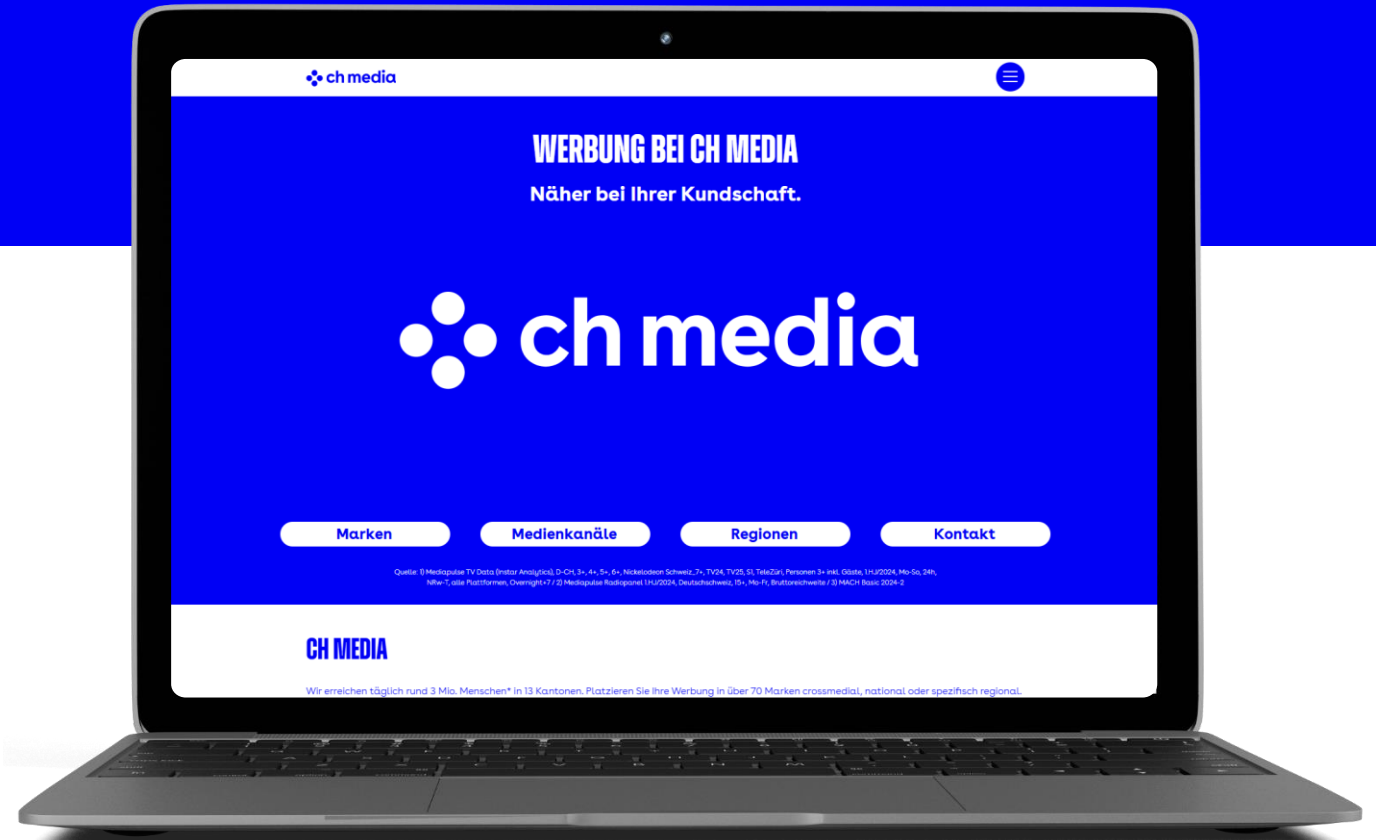 ch media
WERBUNG BEI CH MEDIA
Näher bei Ihrer Kundschaft.
ch media
Marken
Medienkanäle
Regionen
Kontakt
Quelle: 1) Mediapulse TV Data (Instar Analytics), D-CH, 3+, 4+, 5+, 6+, Nickelodeon Schweiz_7+, TV24, TV25, S1, TeleZüri, Personen 3+ inkl. Gäste, 1.HJ/2024, Mo-So, 24h,
NRw-T, alle Plattformen, Overnight+7 / 2) Mediapulse Radiopanel 1.HJ/2024, Deutschschweiz, 15+, Mo-Fr, Bruttoreichweite / 3) MACH Basic 2024-2
CH MEDIA
Wir erreichen täglich rund 3 Mio. Menschen* in 13 Kantonen. Platzieren Sie Ihre Werbung in über 70 Marken crossmedial, national oder spezifisch regional.